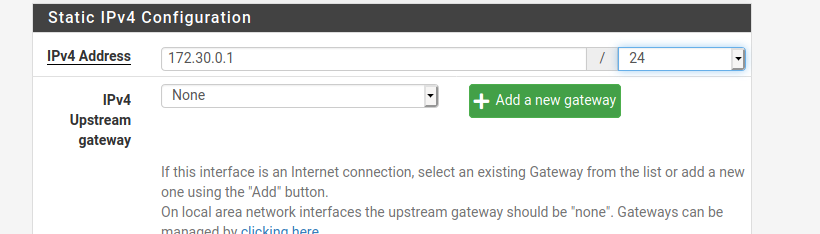 Static IPv4 Configuration
IPv4 Address 172.30.0.1 / 24
IPv4 Upstream gateway None Add a new gateway
If this interface is an Internet connection, select an existing Gateway from the list or add a new
one using the "Add" button.
On local area network interfaces the upstream gateway should be "none". Gateways can be
managed by clicking here.